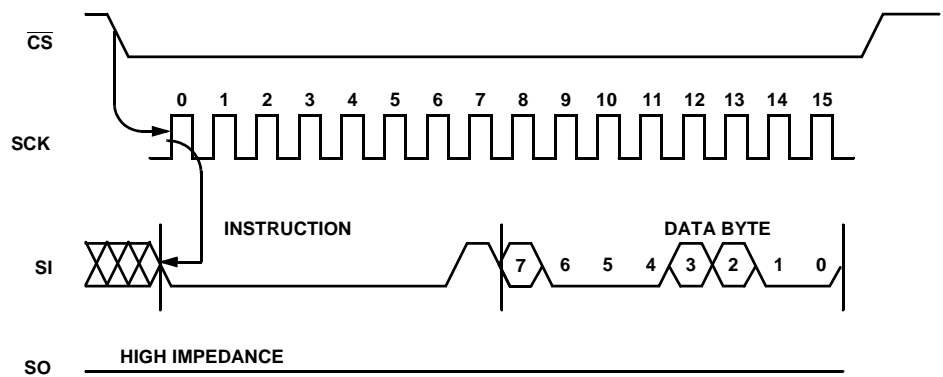 CS
0 1 2 3 4 5 6 7 8 9 10 11 12 13 14 15
SCK
INSTRUCTION DATA BYTE
SI 7 6 5 4 3 2 1 0
HIGH IMPEDANCE
SO